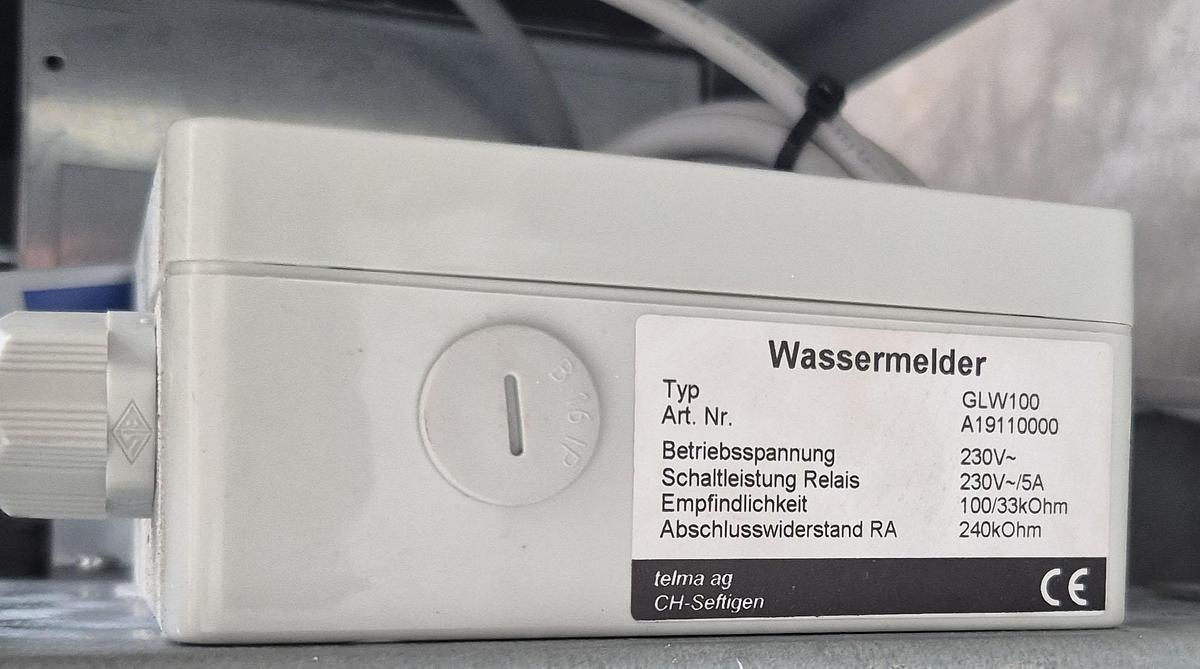 B 16 I/P
Wassermelder
Typ GLW100
Art. Nr. A19110000
Betriebsspannung 230V~
Schaltleistung Relais 230V~/5A
Empfindlichkeit 100/33kOhm
Abschlusswiderstand RA 240kOhm
telma ag
CH-Seftigen
CE